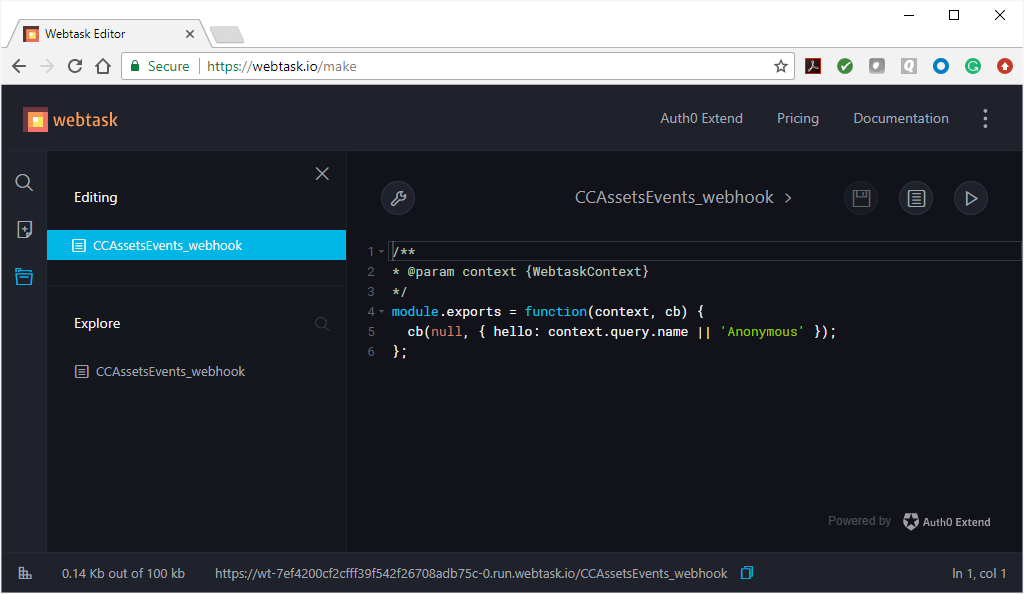 Webtask Editor
Secure
https://webtask.io/make
webtask
Auth0 Extend
Pricing
Documentation
Editing
CCAssetsEvents_webhook
Explore
CCAssetsEvents_webhook
CCAssetsEvents_webhook
1 /**
2 * @param context {WebtaskContext}
3 */
4 module.exports = function(context, cb) {
5 cb(null, { hello: context.query.name || 'Anonymous' });
6 };
Powered by Auth0 Extend
0.14 Kb out of 100 kb
https://wt-7ef4200cf2cfff39f542f26708adb75c-0.run.webtask.io/CCAssetsEvents_webhook
ln 1, col 1